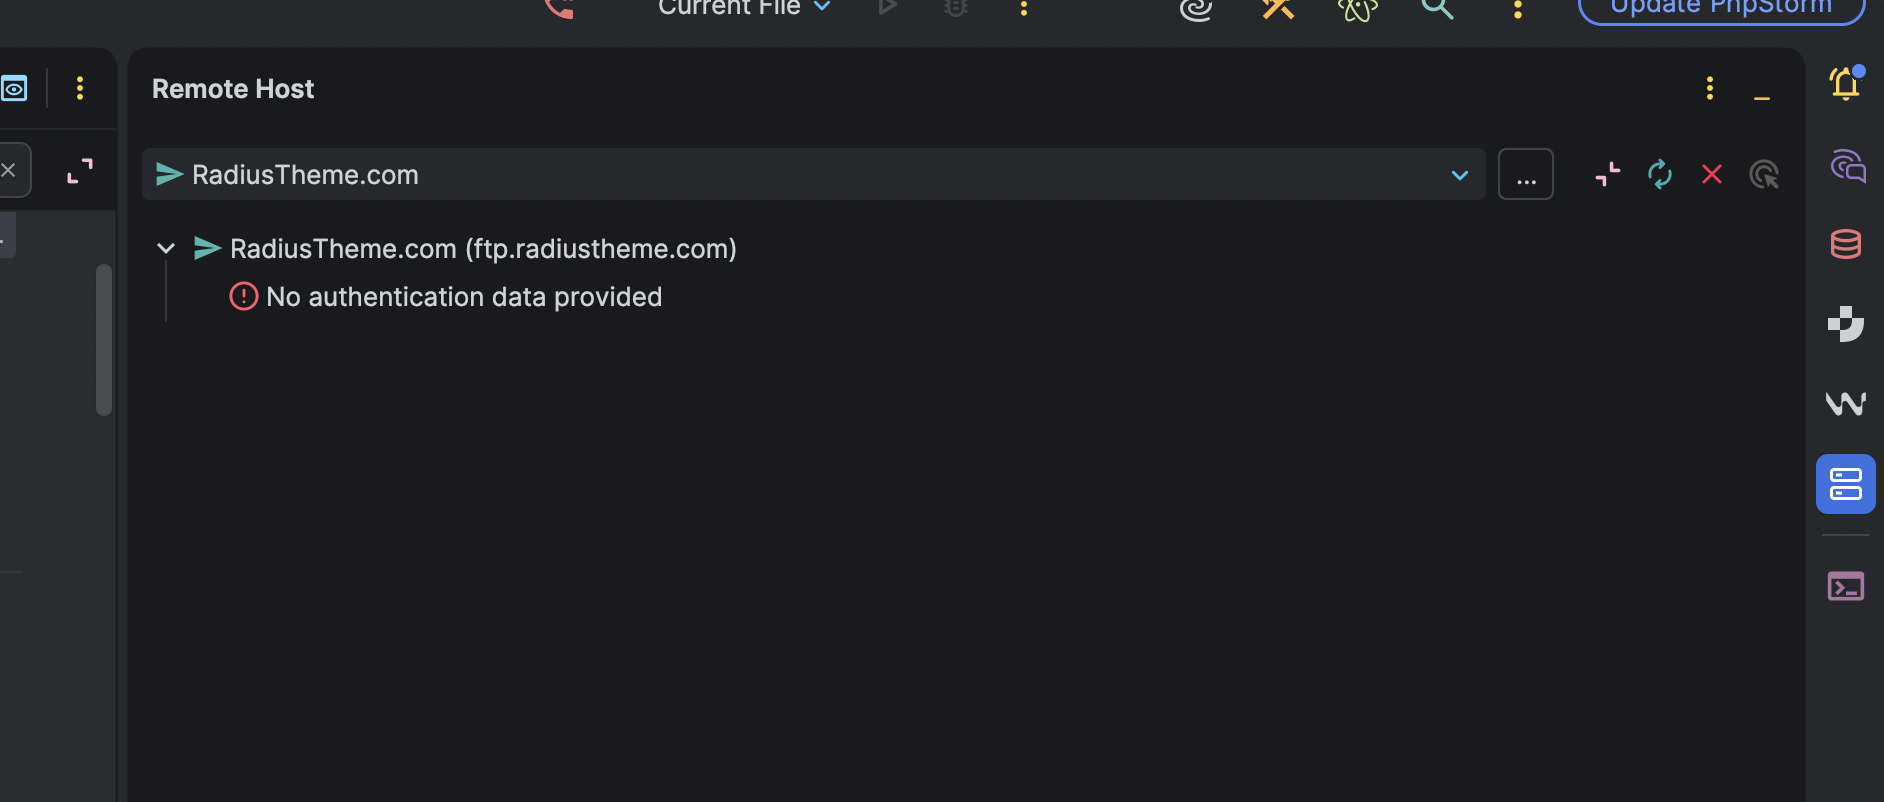 Current File
Update PhpStorm
Remote Host
RadiusTheme.com
...
RadiusTheme.com (ftp.radiustheme.com)
No authentication data provided